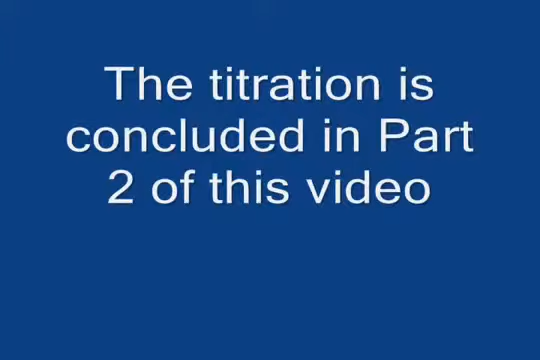 The titration is
concluded in Part
2 of this video